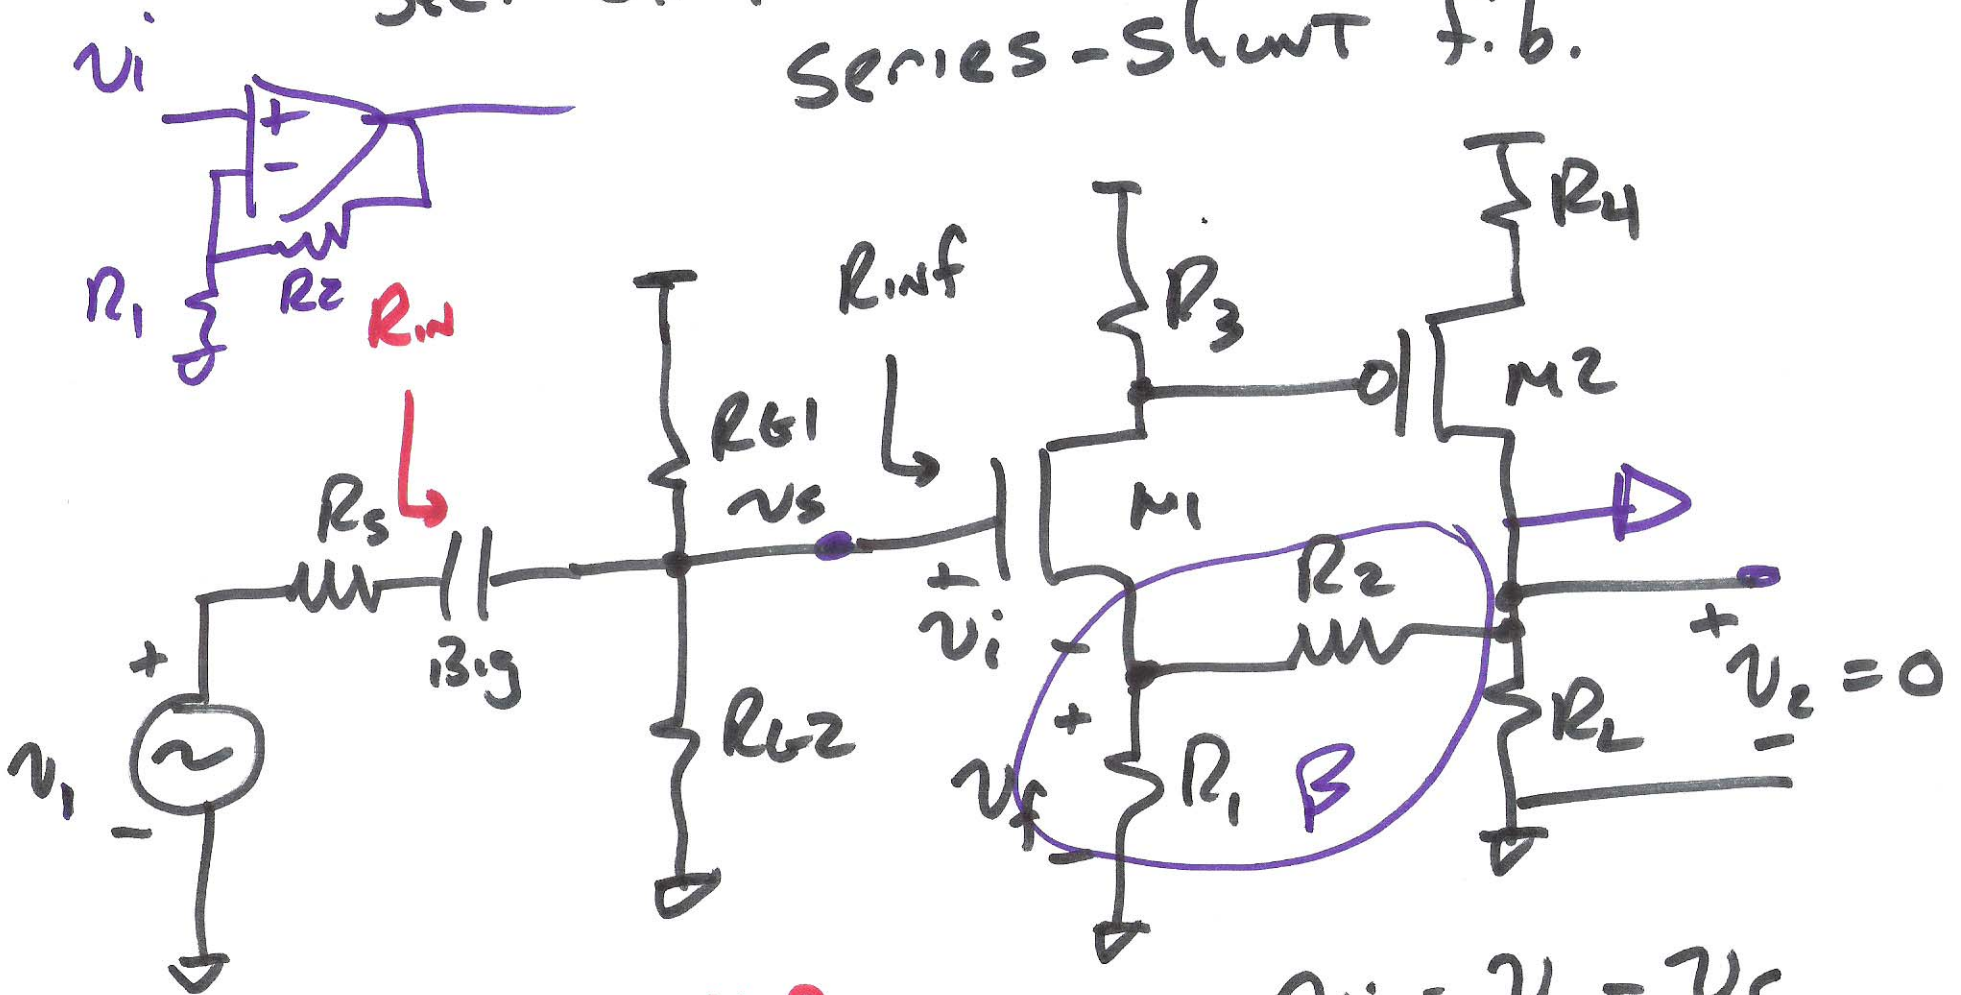 series-shunt f.b.
vi
+
-
R1
R2
RIN
RINf
R3
R4
M2
RG1
vs
RS
M1
R2
+
vi
-
+
-
Big
+
v1
-
RG2
+
vf
-
R1
β
RL
v2 = 0
vi =